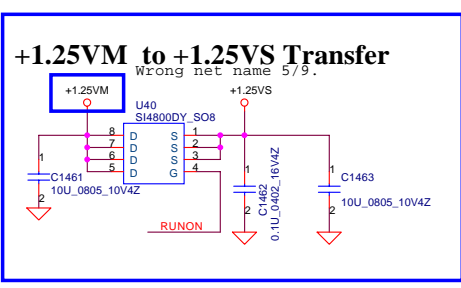 +1.25VM to +1.25VS Transfer
Wrong net name 5/9.
+1.25VM
+1.25VS
U40
SI4800DY_SO8
8 D S 1
7 D S 2
6 D S 3
5 D G 4
1
C1461
10U_0805_10V4Z
2
1
C1462
0.1U_0402_16V4Z
2
1
C1463
10U_0805_10V4Z
2
RUNON